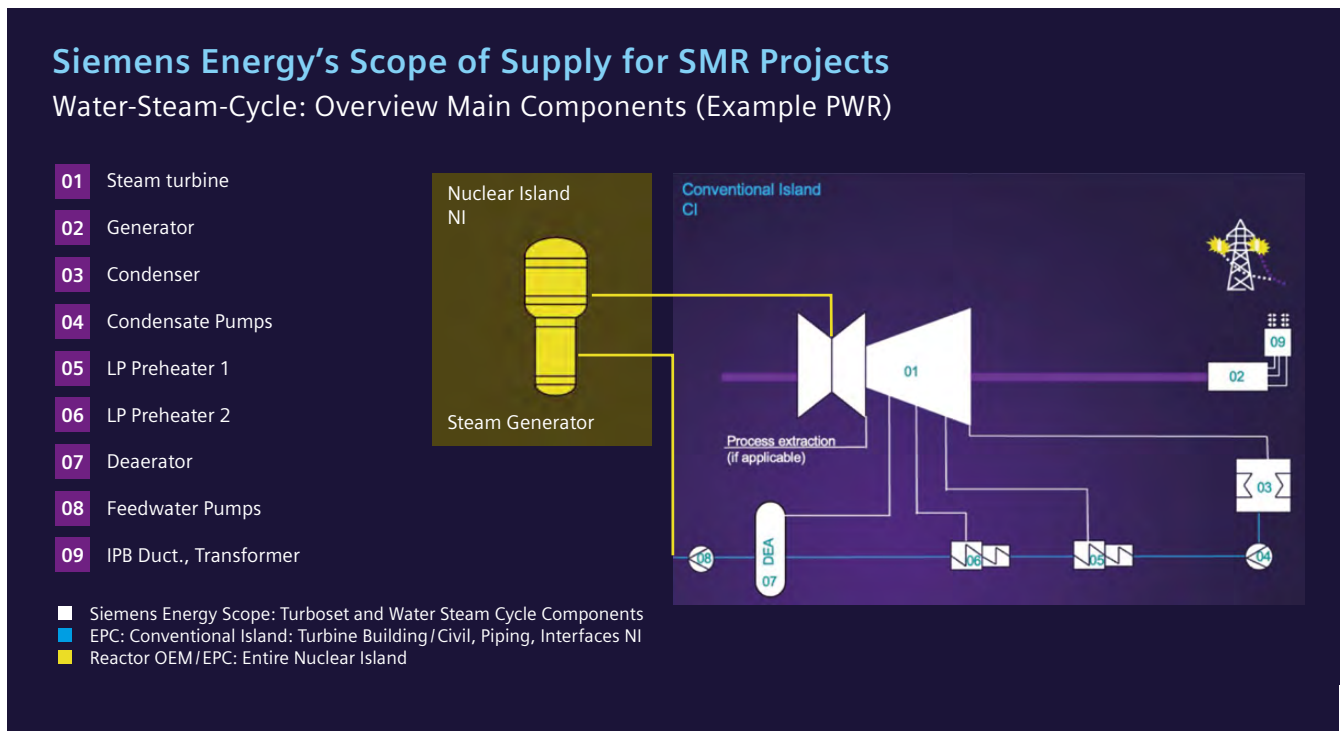 Siemens Energy’s Scope of Supply for SMR Projects
Water-Steam-Cycle: Overview Main Components (Example PWR)
01 Steam turbine
02 Generator
03 Condenser
04 Condensate Pumps
05 LP Preheater 1
06 LP Preheater 2
07 Deaerator
08 Feedwater Pumps
09 IPB Duct., Transformer
Siemens Energy Scope: Turboset and Water Steam Cycle Components
EPC: Conventional Island: Turbine Building/Civil, Piping, Interfaces NI
Reactor OEM/EPC: Entire Nuclear Island
Nuclear Island
NI
Steam Generator
Conventional Island
CI
09
01
02
Process extraction
(if applicable)
03
08
DEA
07
06
05
04